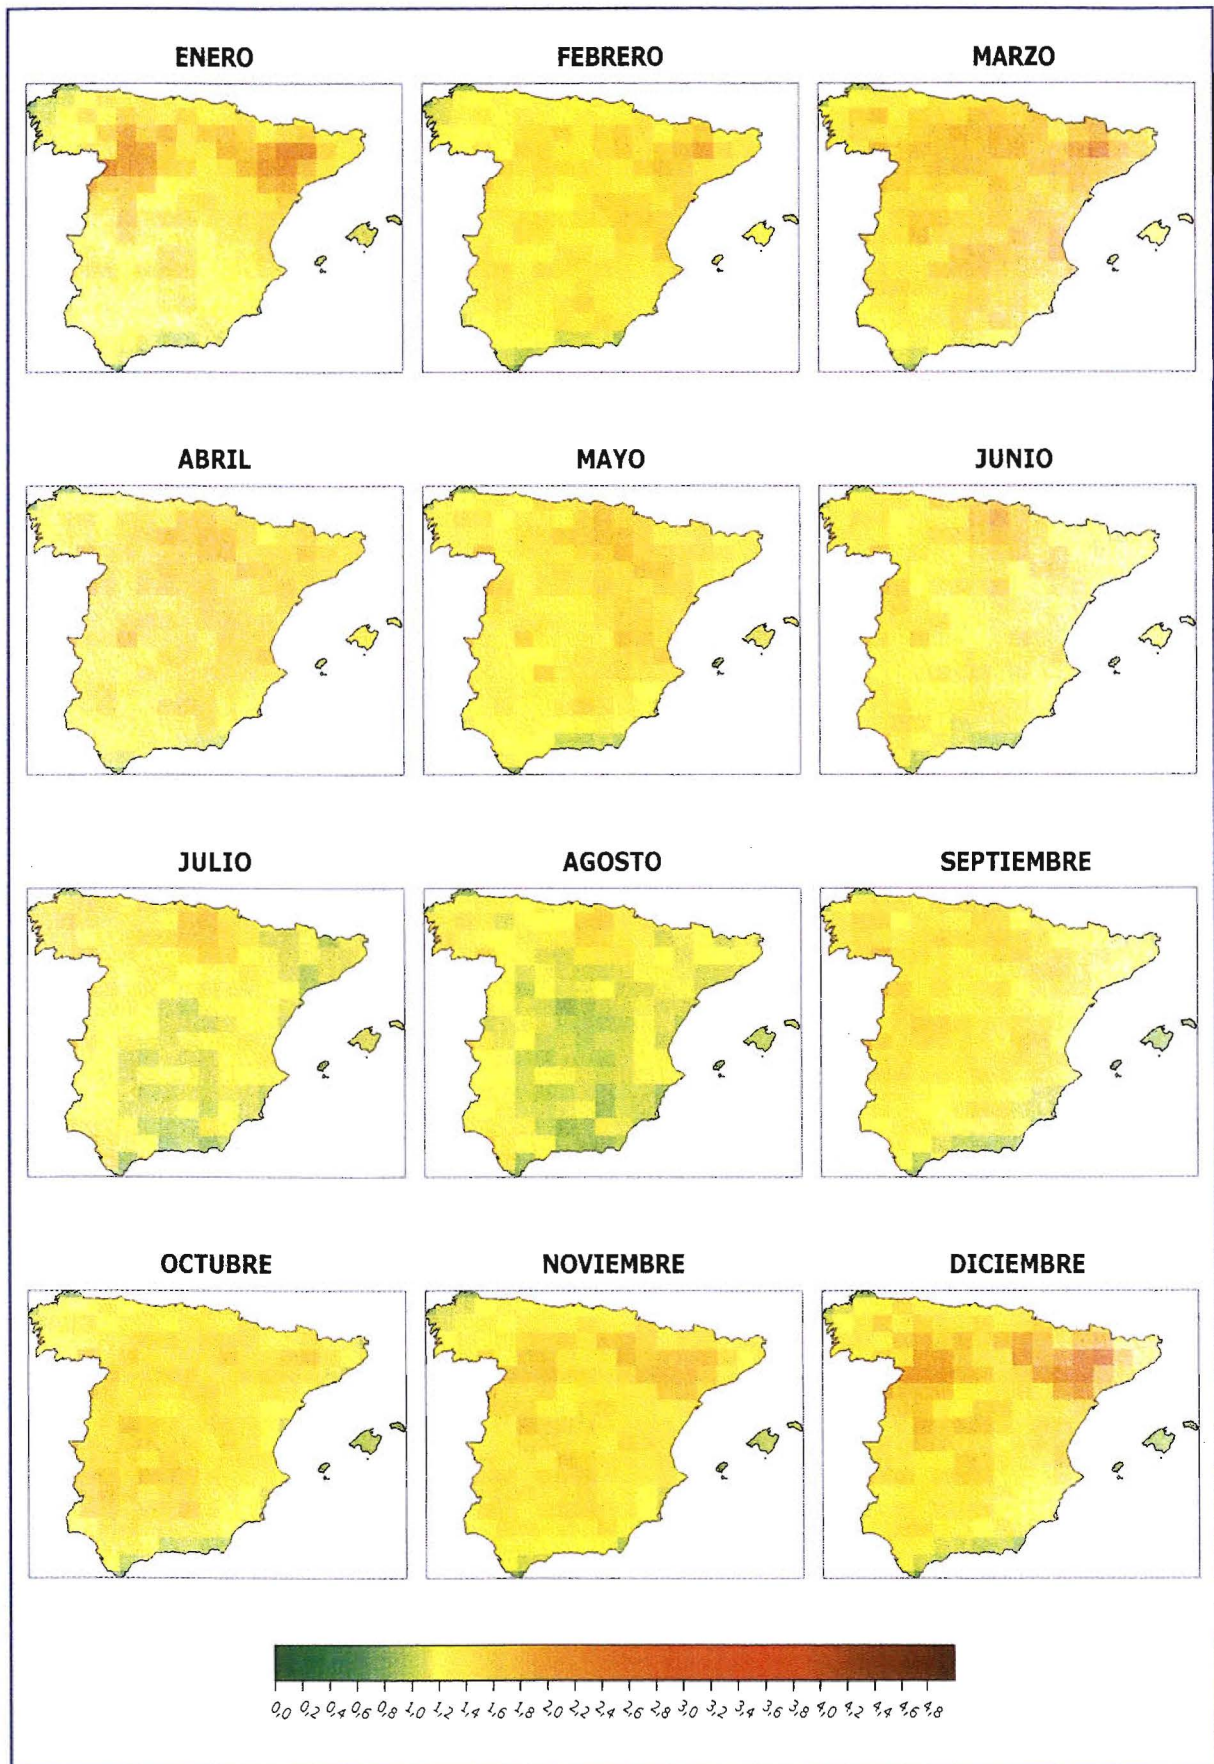 ENERO FEBRERO MARZO
ABRIL MAYO JUNIO
JULIO AGOSTO SEPTIEMBRE
OCTUBRE NOVIEMBRE DICIEMBRE
0,0 0,2 0,4 0,6 0,8 1,0 1,2 1,4 1,6 1,8 2,0 2,2 2,4 2,6 2,8 3,0 3,2 3,4 3,6 3,8 4,0 4,2 4,4 4,6 4,8